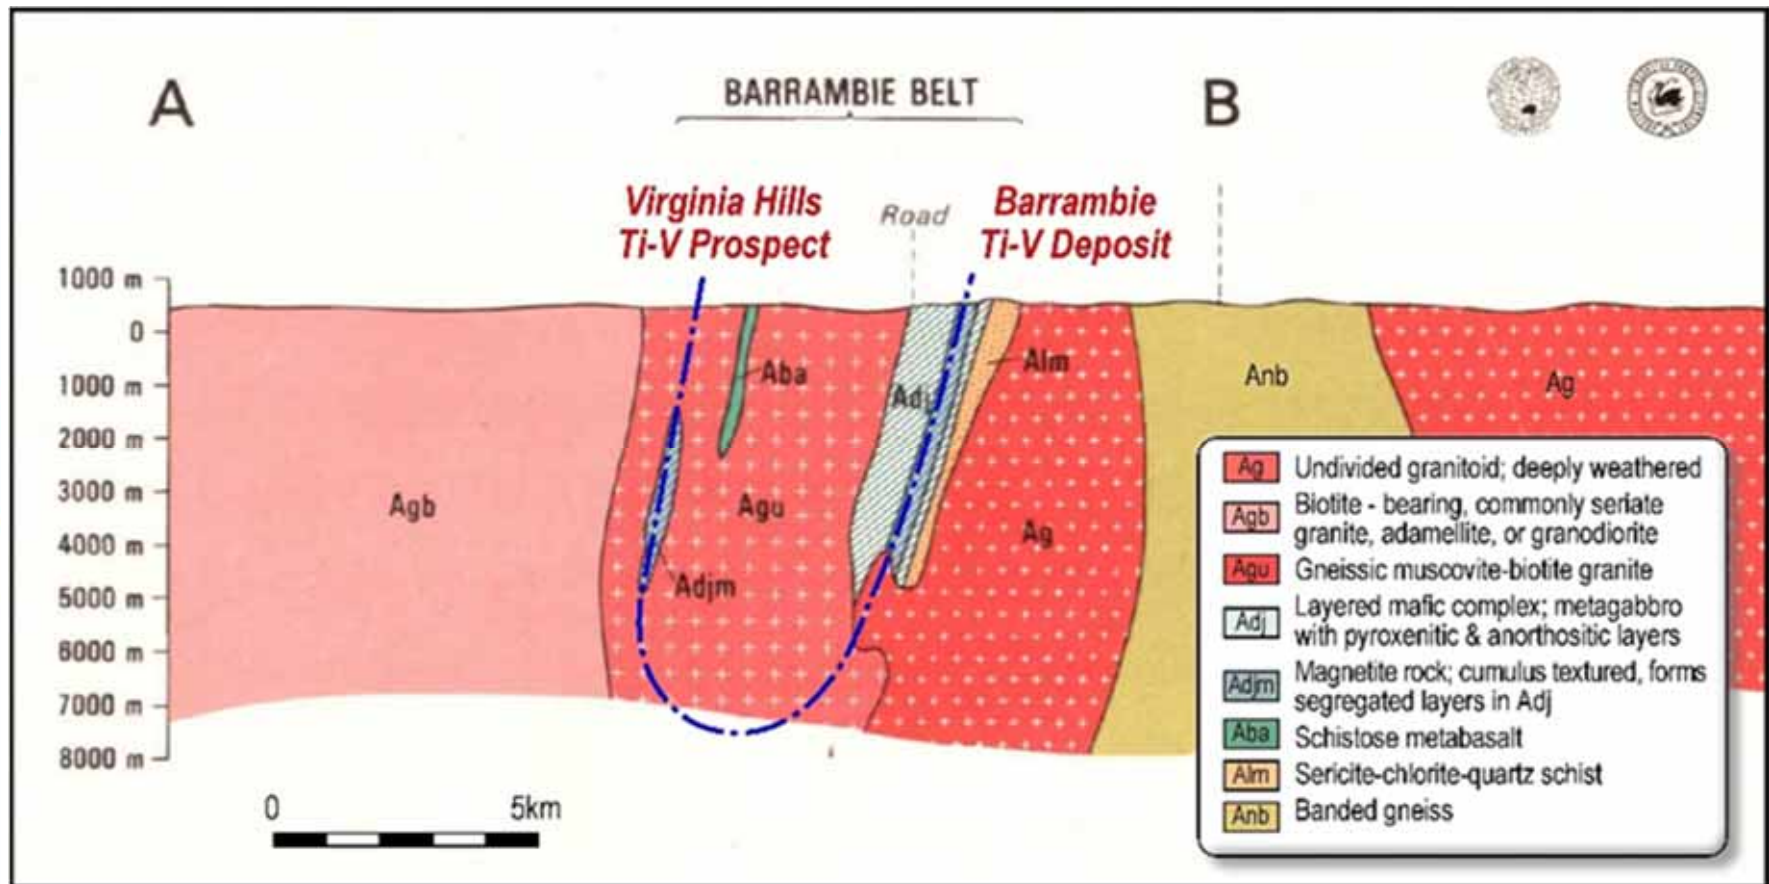 A
BARRAMBIE BELT
B
Virginia Hills
Ti-V Prospect
Road
Barrambie
Ti-V Deposit
1000 m
0
1000 m
2000 m
3000 m
4000 m
5000 m
6000 m
7000 m
8000 m
Agb
Aba
Agu
Adjm
Adj
Alm
Ag
Anb
Ag
0
5km
Ag Undivided granitoid; deeply weathered
Agb Biotite - bearing, commonly seriate
granite, adamellite, or granodiorite
Agu Gneissic muscovite-biotite granite
Adj Layered mafic complex; metagabbro
with pyroxenitic & anorthositic layers
Adjm Magnetite rock; cumulus textured, forms
segregated layers in Adj
Aba Schistose metabasalt
Alm Sericite-chlorite-quartz schist
Anb Banded gneiss